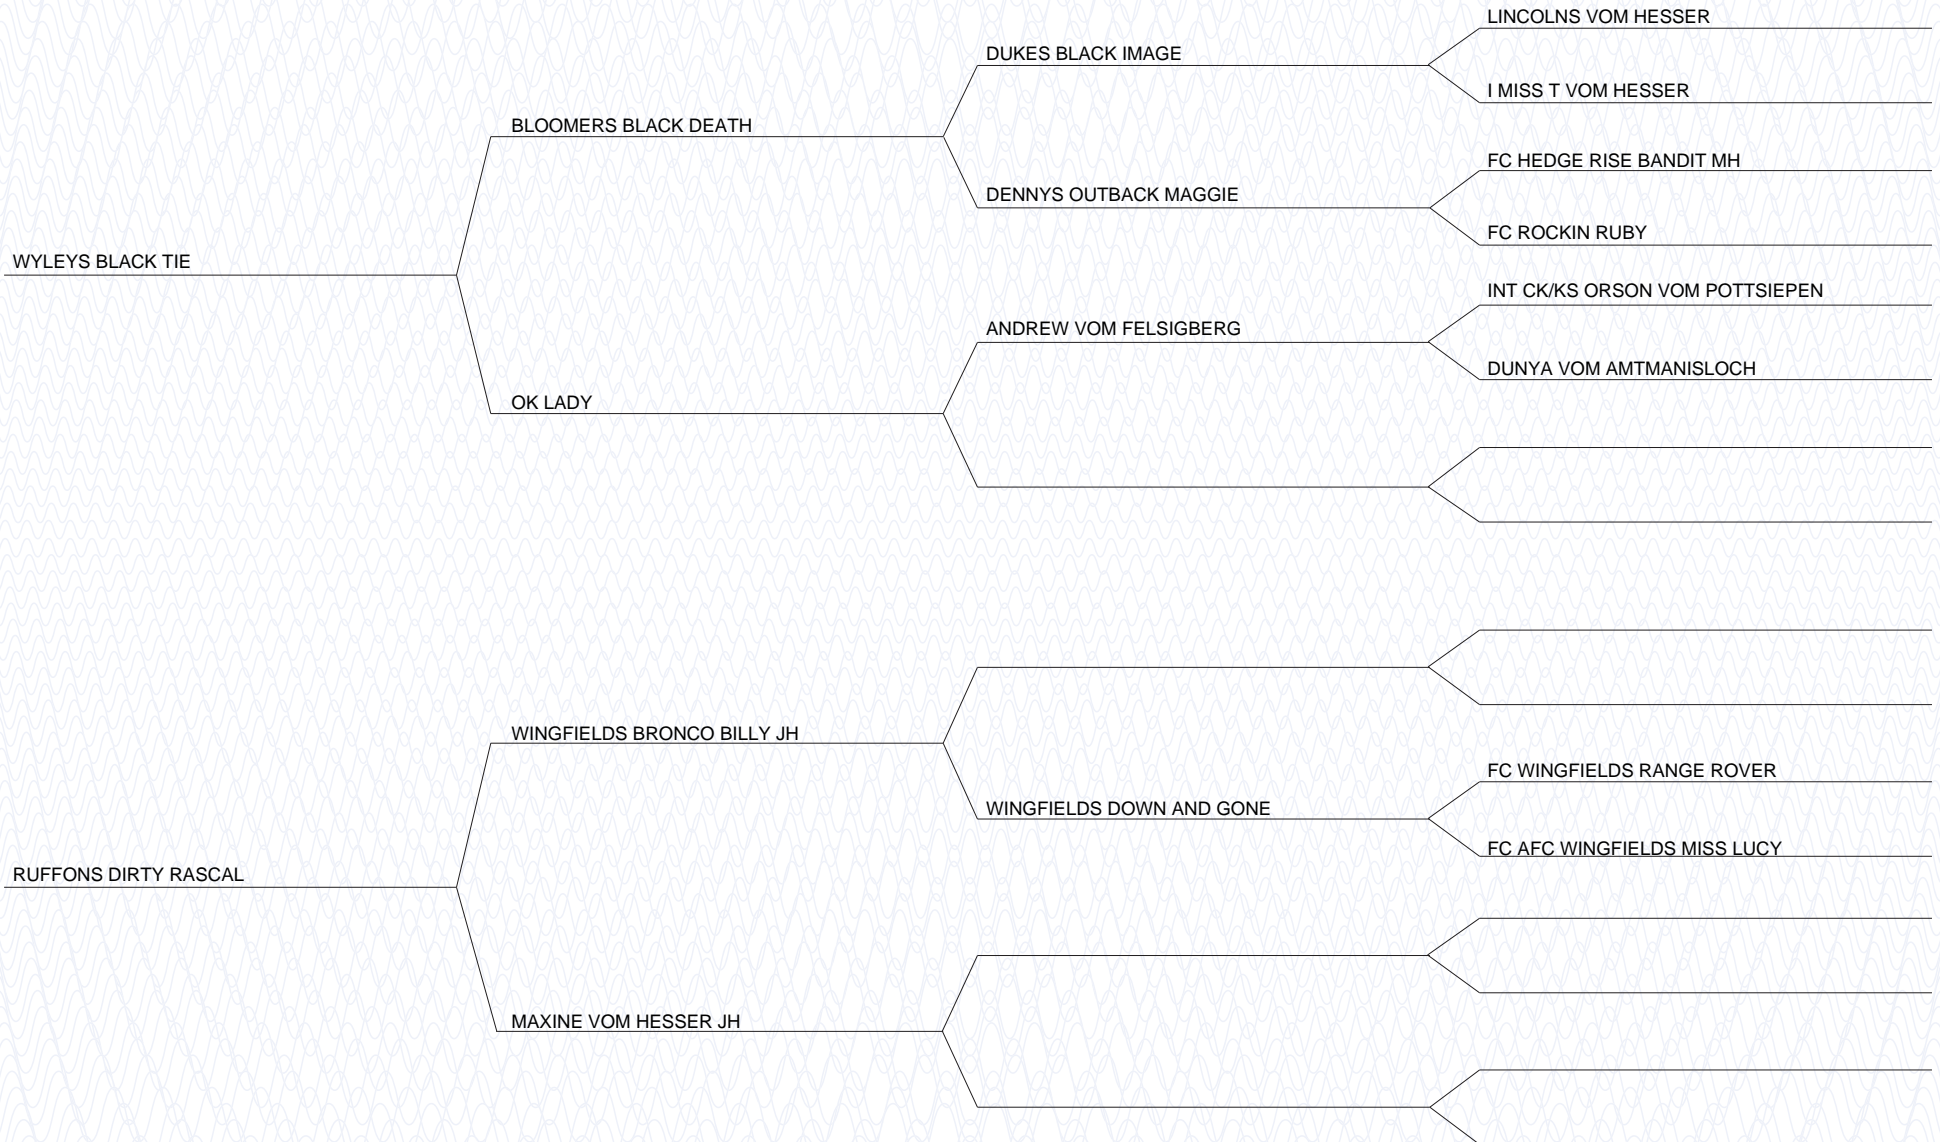 LINCOLNS VOM HESSER
DUKES BLACK IMAGE
I MISS T VOM HESSER
BLOOMERS BLACK DEATH
FC HEDGE RISE BANDIT MH
DENNYS OUTBACK MAGGIE
FC ROCKIN RUBY
WYLEYS BLACK TIE
INT CK/KS ORSON VOM POTTSIEPEN
ANDREW VOM FELSIGBERG
DUNYA VOM AMTMANISLOCH
OK LADY
WINGFIELDS BRONCO BILLY JH
FC WINGFIELDS RANGE ROVER
WINGFIELDS DOWN AND GONE
FC AFC WINGFIELDS MISS LUCY
RUFFONS DIRTY RASCAL
MAXINE VOM HESSER JH